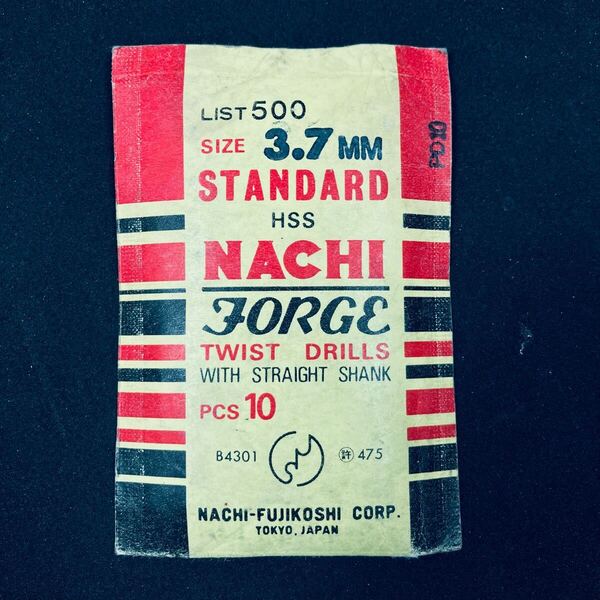 LIST 500
SIZE 3.7 MM
STANDARD
HSS
NACHI
FORGE
TWIST DRILLS
WITH STRAIGHT SHANK
PCS 10
B4301 ㊟ 475
NACHI-FUJIKOSHI CORP.
TOKYO, JAPAN